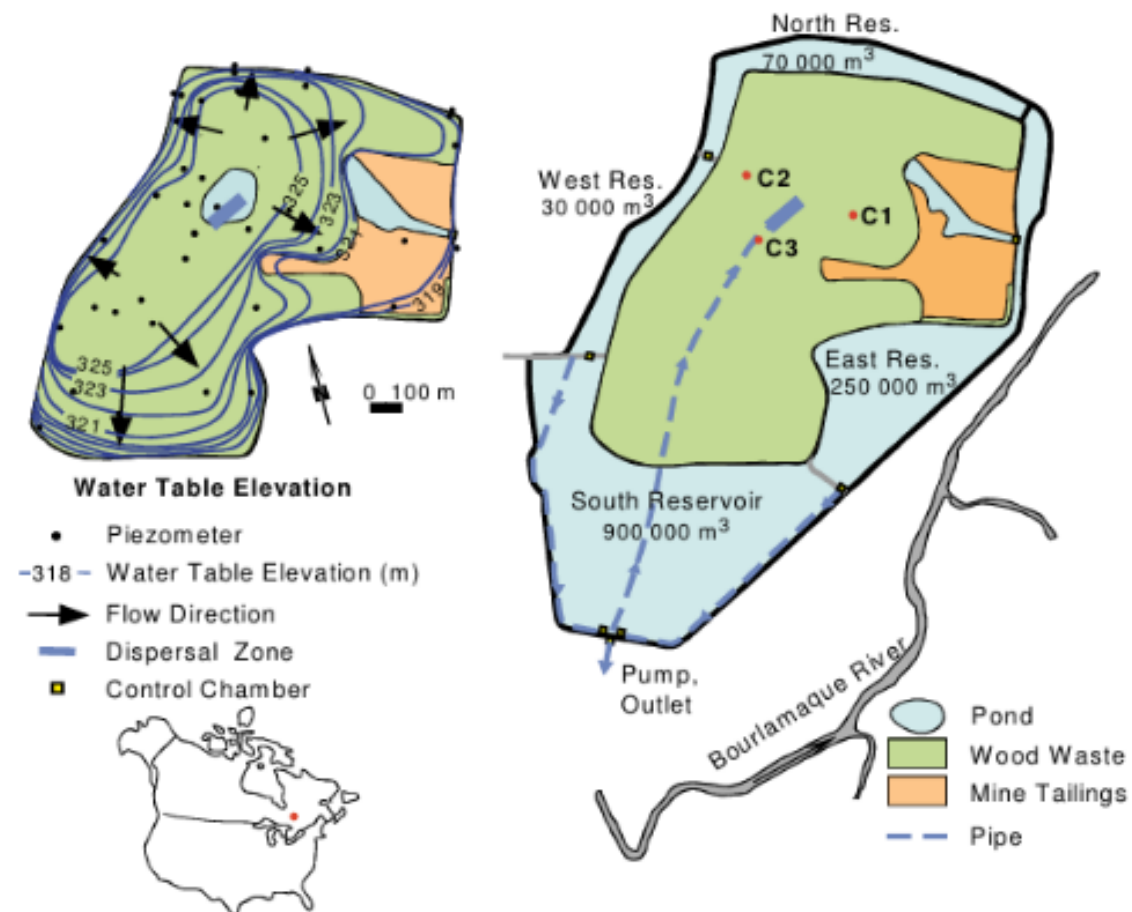 325
323
321
319
325
323
321
0 100 m
N
Water Table Elevation
Piezometer
-318- Water Table Elevation (m)
Flow Direction
Dispersal Zone
Control Chamber
North Res.
70 000 m³
West Res.
30 000 m³
C2
C1
C3
East Res.
250 000 m³
South Reservoir
900 000 m³
Pump,
Outlet
Bourlamaque River
Pond
Wood Waste
Mine Tailings
Pipe